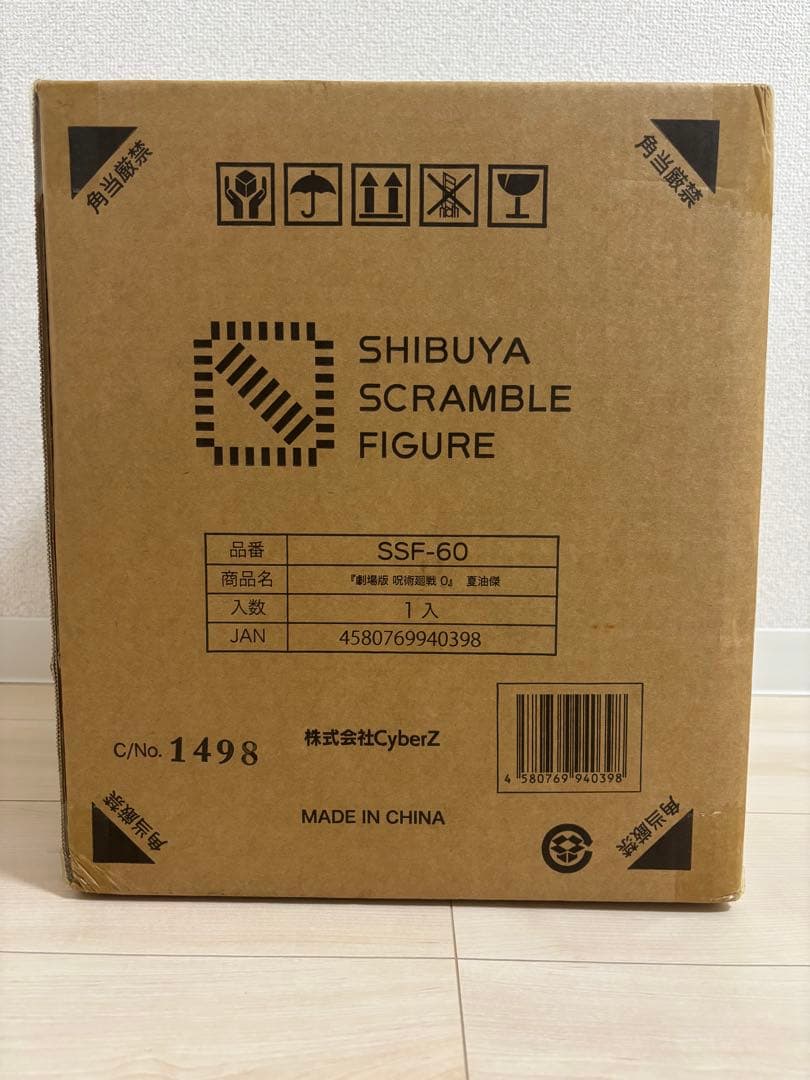 角当厳禁
角当厳禁
SHIBUYA
SCRAMBLE
FIGURE
品番 SSF-60
商品名 『劇場版 呪術廻戦 0』 夏油傑
入数 1入
JAN 4580769940398
C/No. 1498
株式会社CyberZ
4 580769 940398
MADE IN CHINA
角当厳禁
角当厳禁